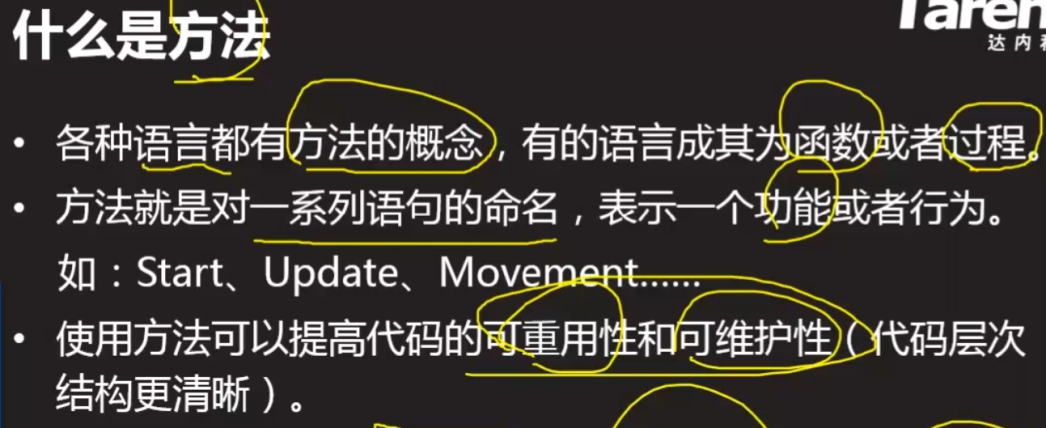 什么是方法
Taren
达内科
• 各种语言都有方法的概念，有的语言成其为函数或者过程。
• 方法就是对一系列语句的命名，表示一个功能或者行为。
如：Start、Update、Movement……
• 使用方法可以提高代码的可重用性和可维护性（代码层次
结构更清晰）。